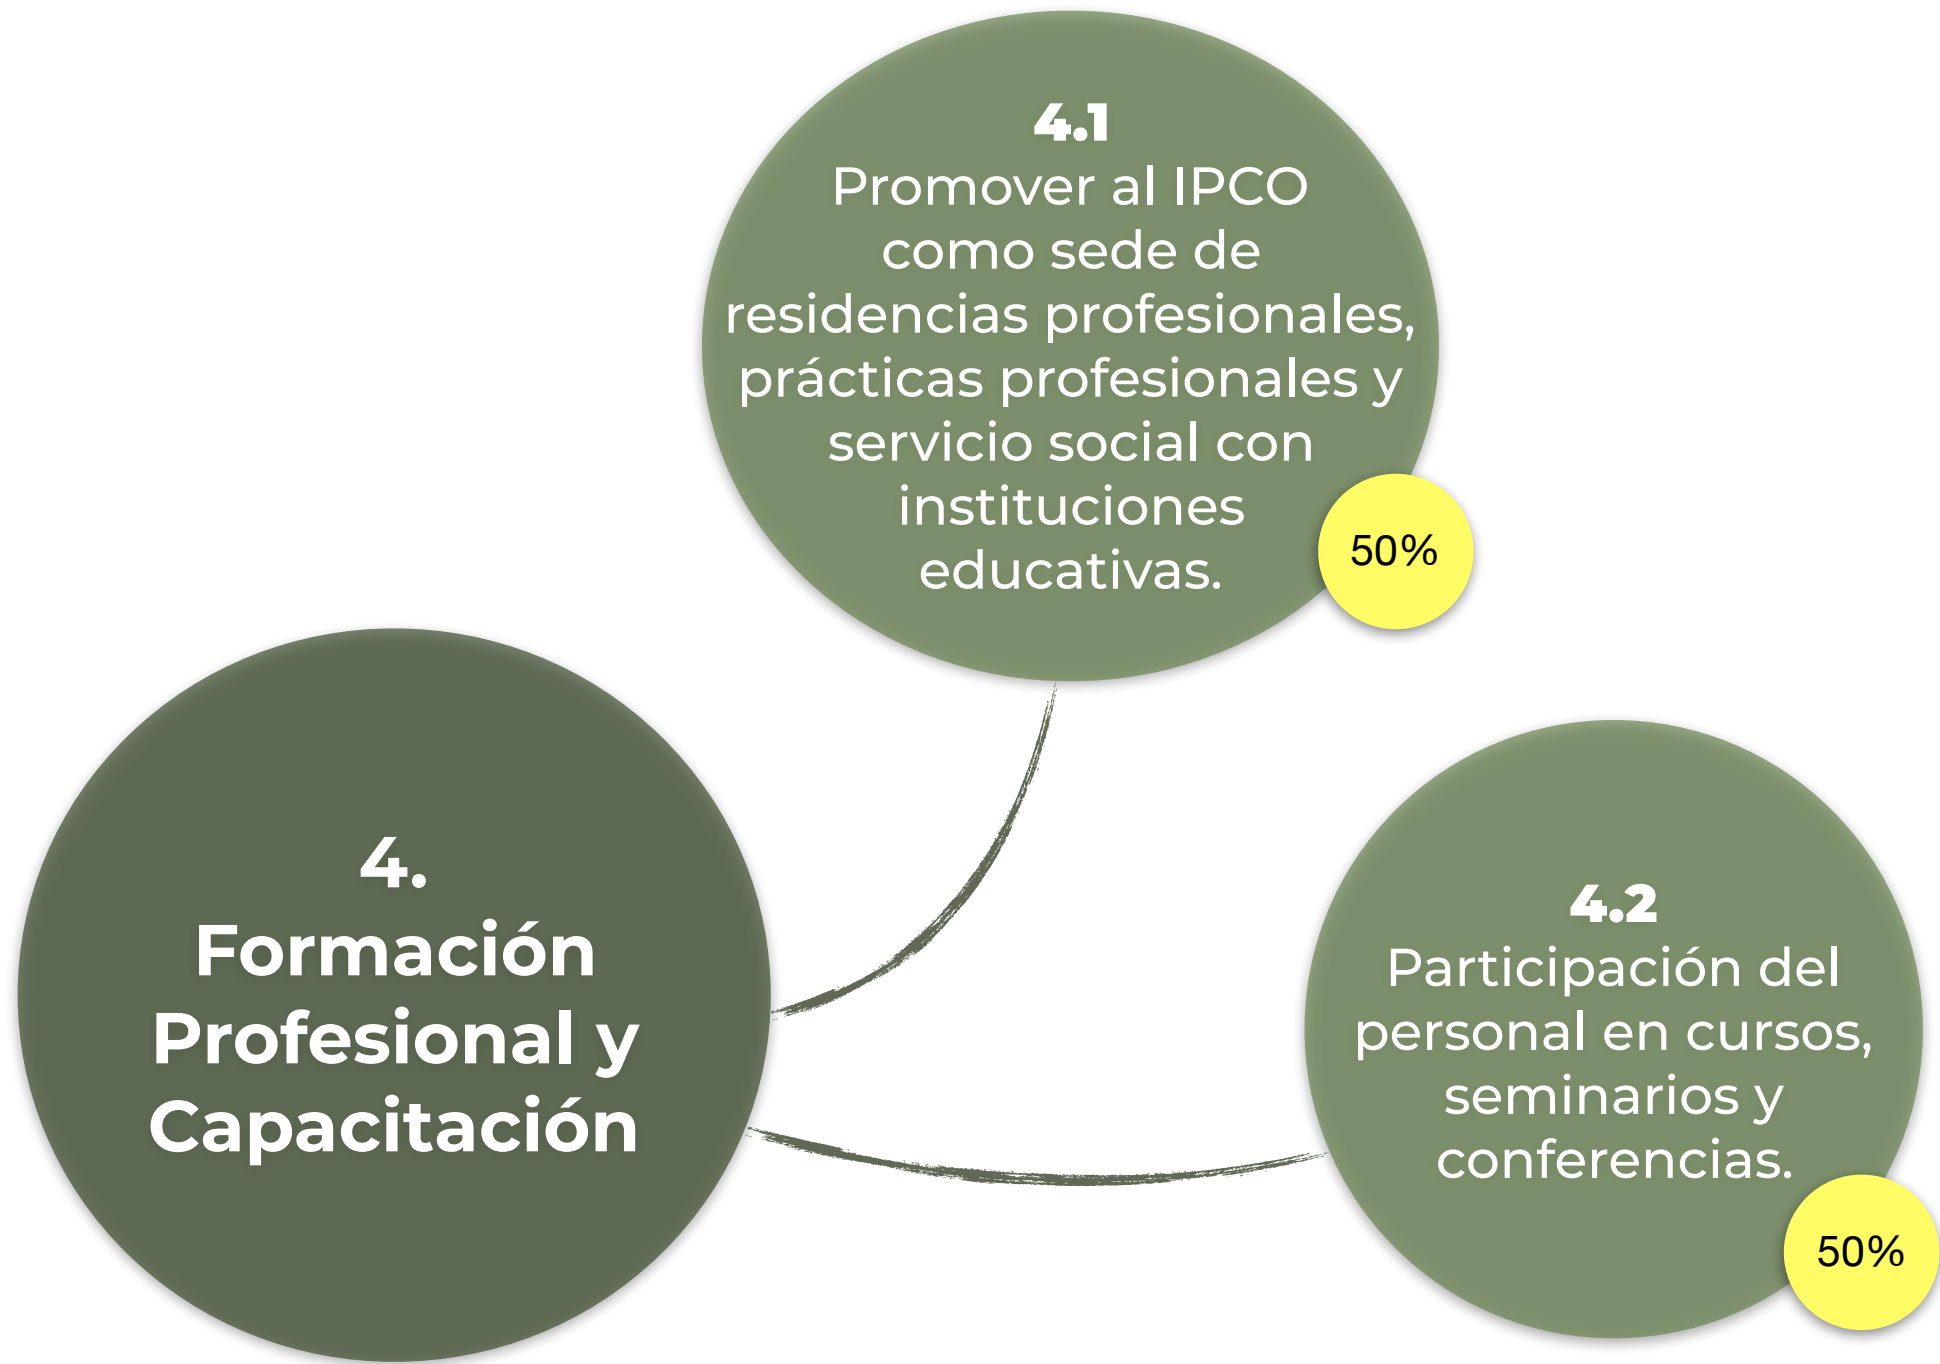 4.1
Promover al IPCO
como sede de
residencias profesionales,
prácticas profesionales y
servicio social con
instituciones
educativas.
50%
4.
Formación
Profesional y
Capacitación
4.2
Participación del
personal en cursos,
seminarios y
conferencias.
50%